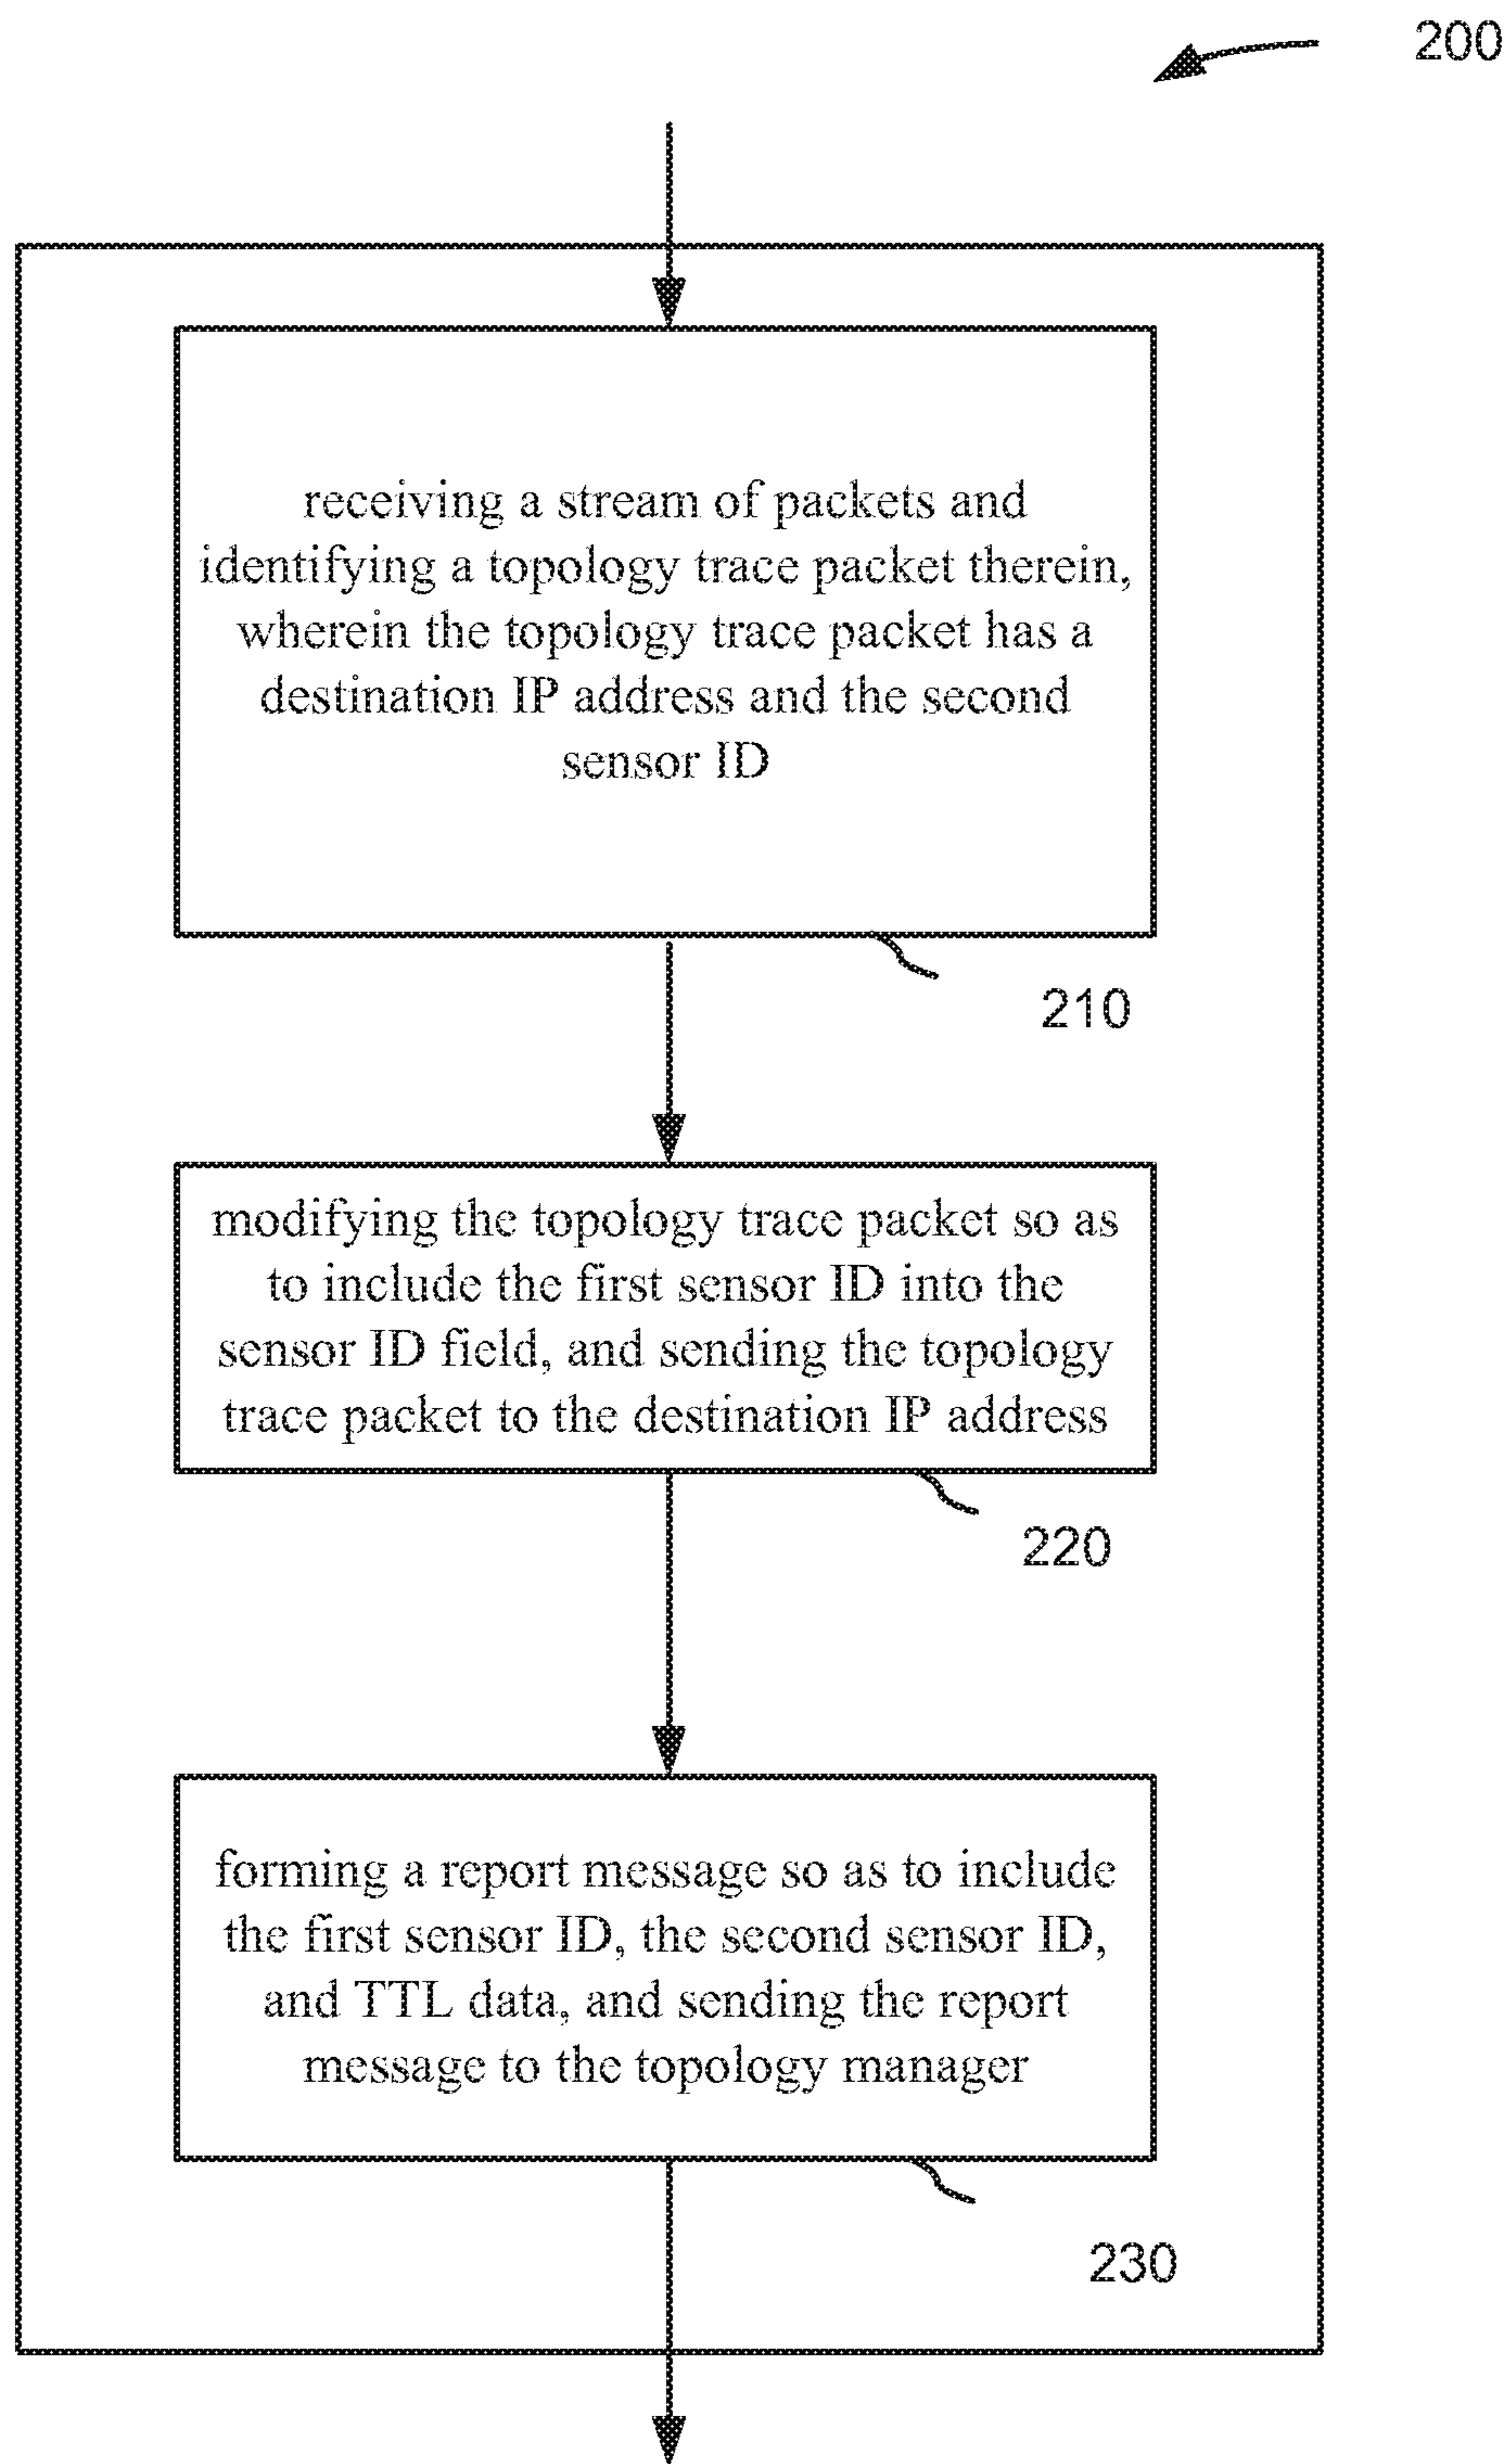 200
receiving a stream of packets and
identifying a topology trace packet therein,
wherein the topology trace packet has a
destination IP address and the second
sensor ID
210
modifying the topology trace packet so as
to include the first sensor ID into the
sensor ID field, and sending the topology
trace packet to the destination IP address
220
forming a report message so as to include
the first sensor ID, the second sensor ID,
and TTL data, and sending the report
message to the topology manager
230